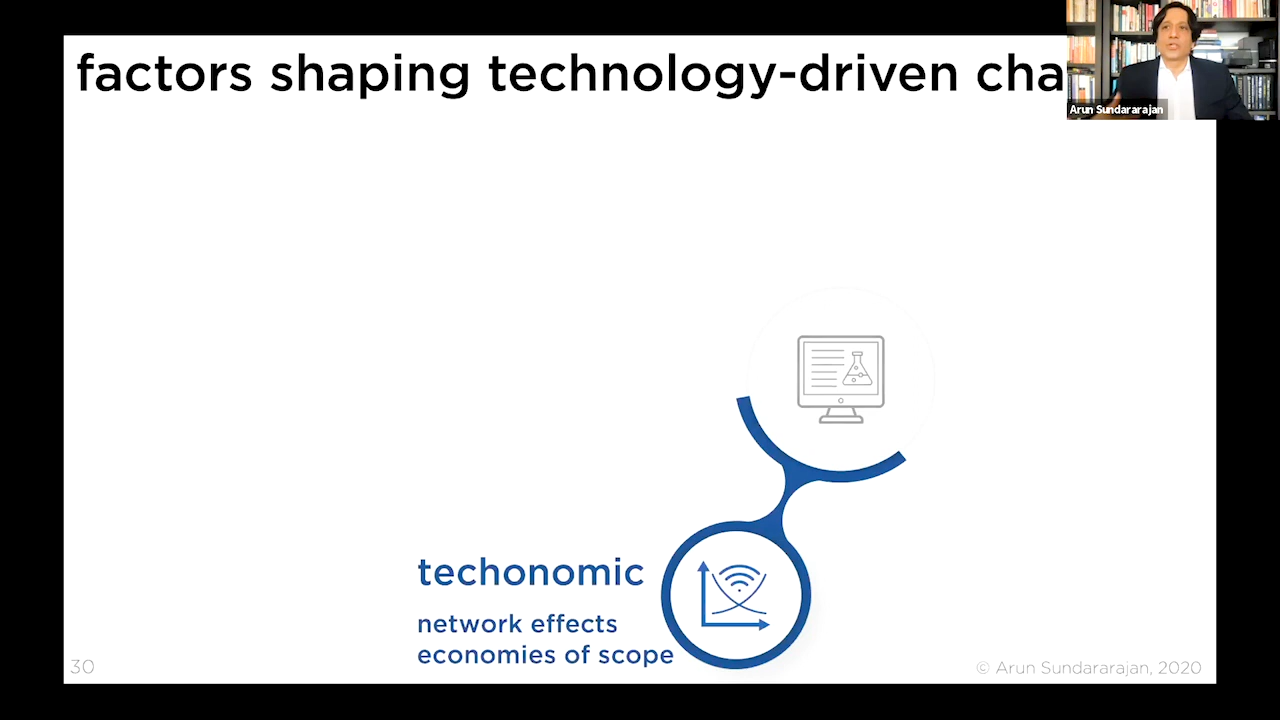 factors shaping technology-driven cha
Arun Sundararajan
techonomic
network effects
economies of scope
30
© Arun Sundararajan, 2020